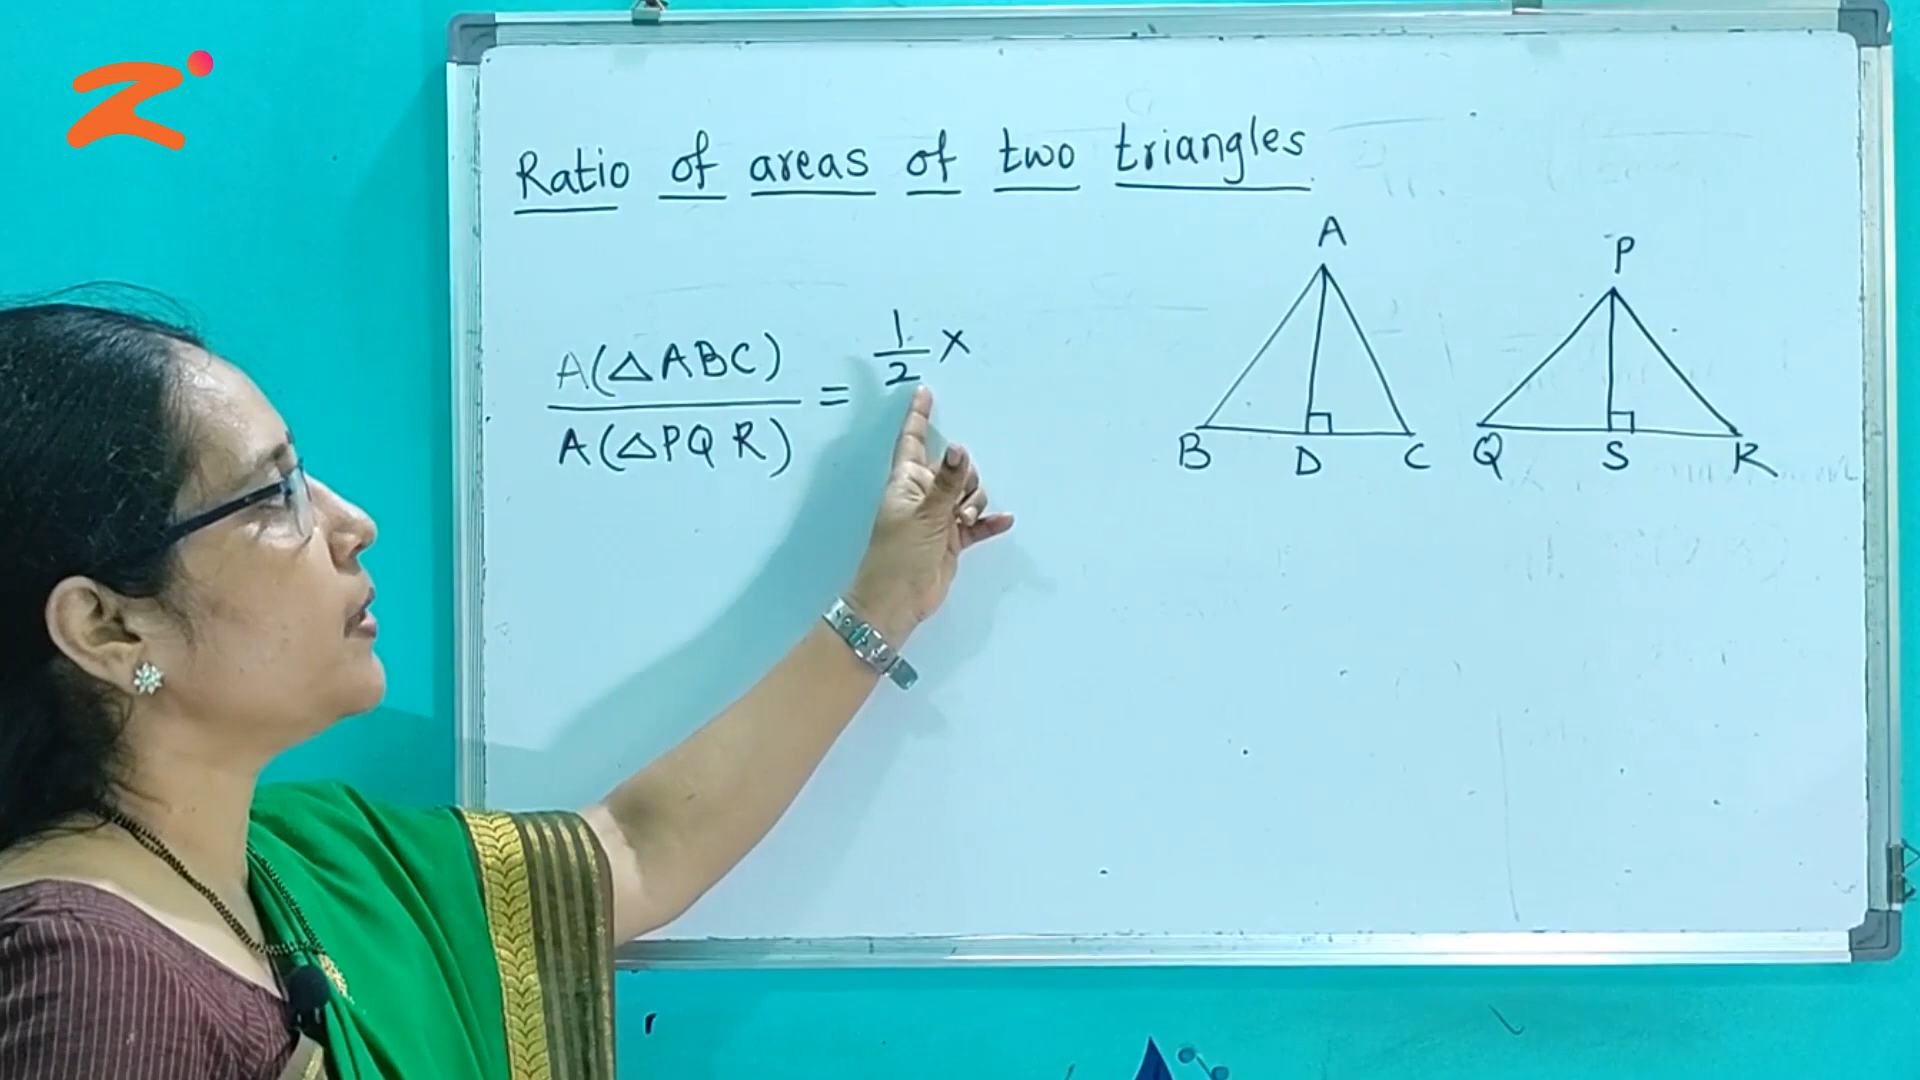 Ratio of areas of two triangles
A(△ABC) / A(△PQR) = 1/2 ×
A
P
B D C Q S R